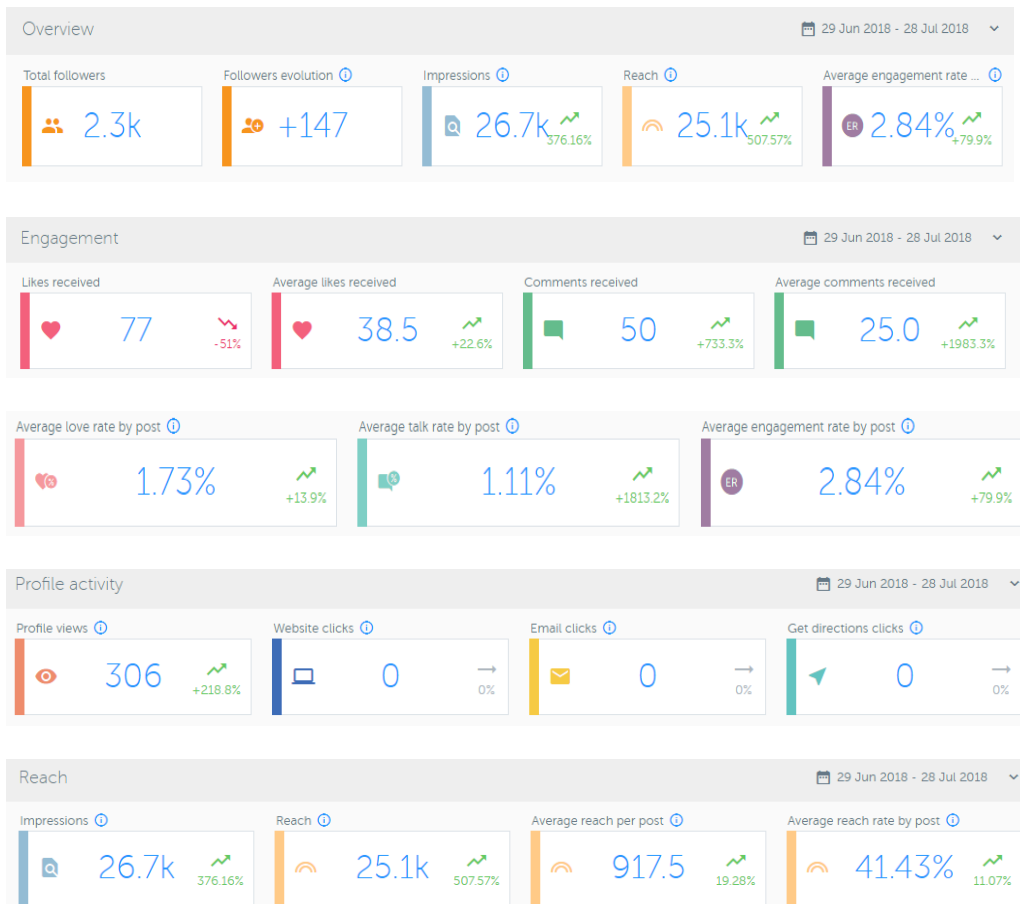 Overview
29 Jun 2018 - 28 Jul 2018
Total followers
Followers evolution
Impressions
Reach
Average engagement rate ...
2.3k
+147
26.7k
376.16%
25.1k
507.57%
ER
2.84%
+79.9%
Engagement
29 Jun 2018 - 28 Jul 2018
Likes received
Average likes received
Comments received
Average comments received
77
-51%
38.5
+22.6%
50
+733.3%
25.0
+1983.3%
Average love rate by post
Average talk rate by post
Average engagement rate by post
1.73%
+13.9%
1.11%
+1813.2%
ER
2.84%
+79.9%
Profile activity
29 Jun 2018 - 28 Jul 2018
Profile views
Website clicks
Email clicks
Get directions clicks
306
+218.8%
0
0%
0
0%
0
0%
Reach
29 Jun 2018 - 28 Jul 2018
Impressions
Reach
Average reach per post
Average reach rate by post
26.7k
376.16%
25.1k
507.57%
917.5
19.28%
41.43%
11.07%